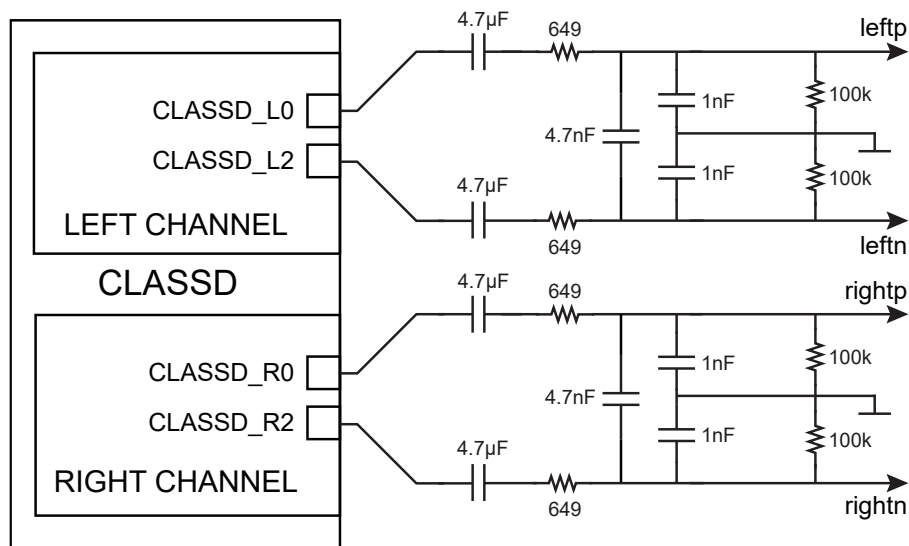 4.7µF
649
leftp
CLASSD_L0
1nF
100k
4.7nF
CLASSD_L2
4.7µF
1nF
100k
LEFT CHANNEL
649
leftn
CLASSD
4.7µF
649
rightp
CLASSD_R0
1nF
100k
4.7nF
CLASSD_R2
4.7µF
1nF
100k
RIGHT CHANNEL
649
rightn